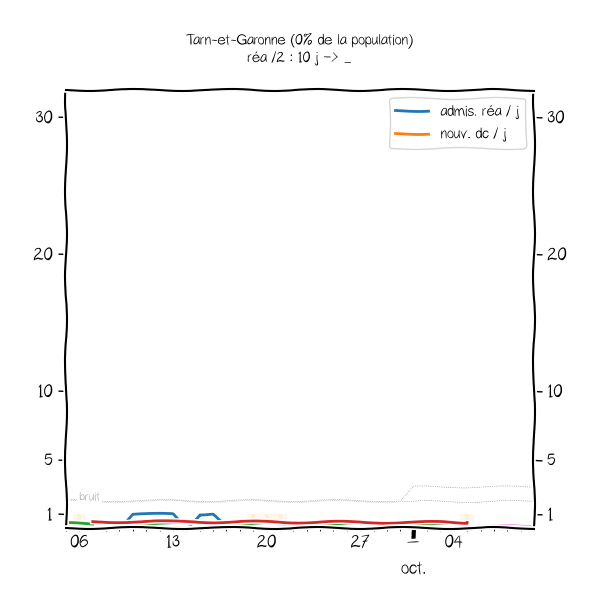 Tarn-et-Garonne (0% de la population)
réa /2 : 10 j -> _
admis. réa / j
nouv. dc / j
30
30
20
20
10
10
5
5
bruit
1
1
06 13 20 27 04
oct.